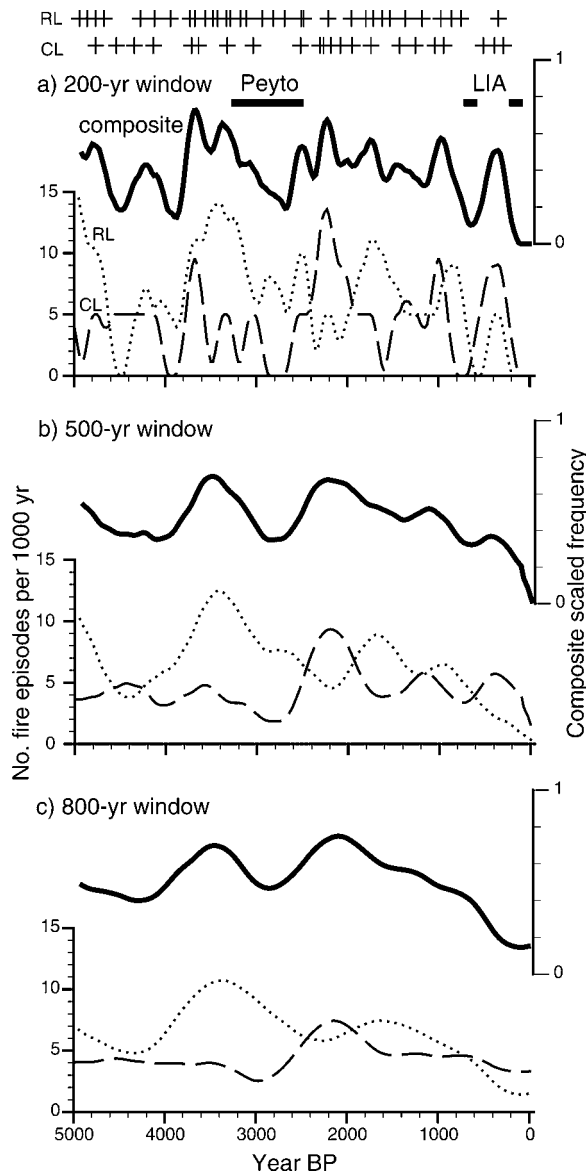 RL
CL
a) 200-yr window
Peyto
LIA
composite
1
0
15
10
5
0
RL
CL
b) 500-yr window
1
0
15
10
5
0
No. fire episodes per 1000 yr
Composite scaled frequency
c) 800-yr window
1
0
15
10
5
0
5000 4000 3000 2000 1000 0
Year BP